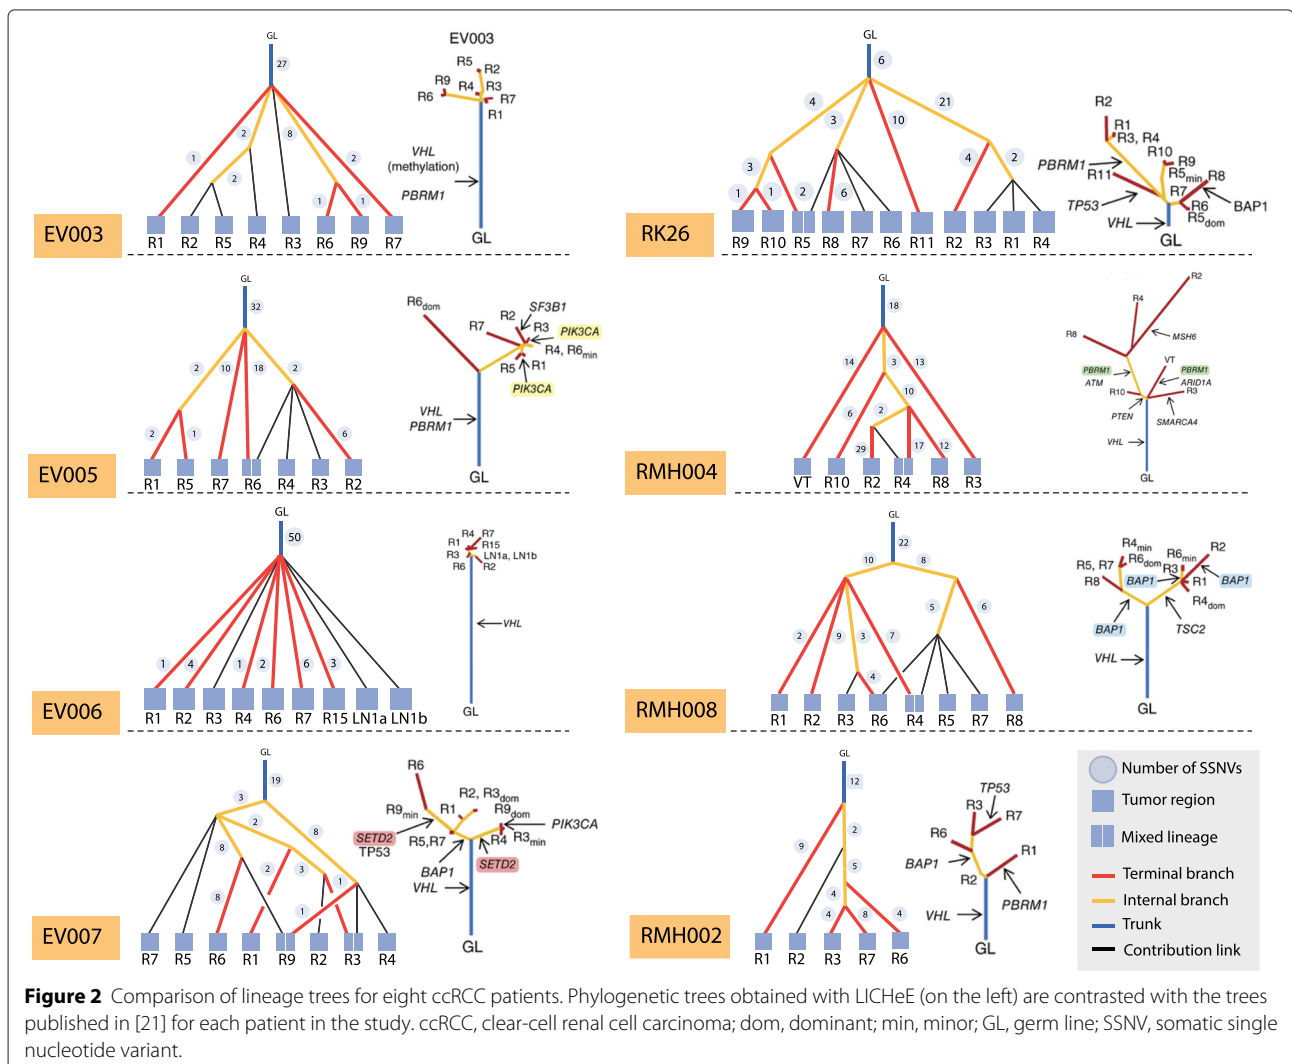 GL
27
EV003
2
8
1
2
2
1
1
R1 R2 R5 R4 R3 R6 R9 R7
EV003
R5
R2
R9
R4
R3
R6
R7
R1
VHL
(methylation)
PBRM1
GL
GL
6
4
3
10
21
3
4
2
1
1
2
6
RK26
R9 R10 R5 R8 R7 R6 R11 R2 R3 R1 R4
R2
R1
R3, R4
R10
PBRM1
R9
R11
R5min
R8
R7
TP53
R6
BAP1
VHL
R5dom
GL
GL
32
2
10
18
2
2
1
6
EV005
R1 R5 R7 R6 R4 R3 R2
R6dom
SF3B1
R2
R7
R3
PIK3CA
R4, R6min
R5
R1
PIK3CA
VHL
PBRM1
GL
GL
18
14
3
13
10
6
2
29
17
12
RMH004
VT R10 R2 R4 R8 R3
R2
R4
R8
MSH6
VT
PBRM1
PBRM1
ATM
ARID1A
R10
R3
PTEN
SMARCA4
VHL
GL
GL
50
1
4
1
2
6
3
EV006
R1 R2 R3 R4 R6 R7 R15 LN1a LN1b
R4
R7
R1
R15
R3
LN1a, LN1b
R6
R2
VHL
GL
GL
22
10
8
5
6
2
9
3
7
4
RMH008
R1 R2 R3 R6 R4 R5 R7 R8
R4min
R6min
R2
R5, R7
R6dom
R3
R8
BAP1
R1
BAP1
R4dom
BAP1
TSC2
VHL
GL
GL
19
3
2
8
8
2
3
1
8
1
EV007
R7 R5 R6 R1 R9 R2 R3 R4
R6
R2, R3dom
R9min
R1
R9dom
SETD2
PIK3CA
TP53
R5, R7
R4
R3min
BAP1
SETD2
VHL
GL
GL
12
2
9
5
4
4
8
4
RMH002
R1 R2 R3 R7 R6
TP53
R3
R7
R6
R1
BAP1
R2
PBRM1
VHL
GL
Number of SSNVs
Tumor region
Mixed lineage
Terminal branch
Internal branch
Trunk
Contribution link
Figure 2 Comparison of lineage trees for eight ccRCC patients. Phylogenetic trees obtained with LICHeE (on the left) are contrasted with the trees
published in [21] for each patient in the study. ccRCC, clear-cell renal cell carcinoma; dom, dominant; min, minor; GL, germ line; SSNV, somatic single
nucleotide variant.